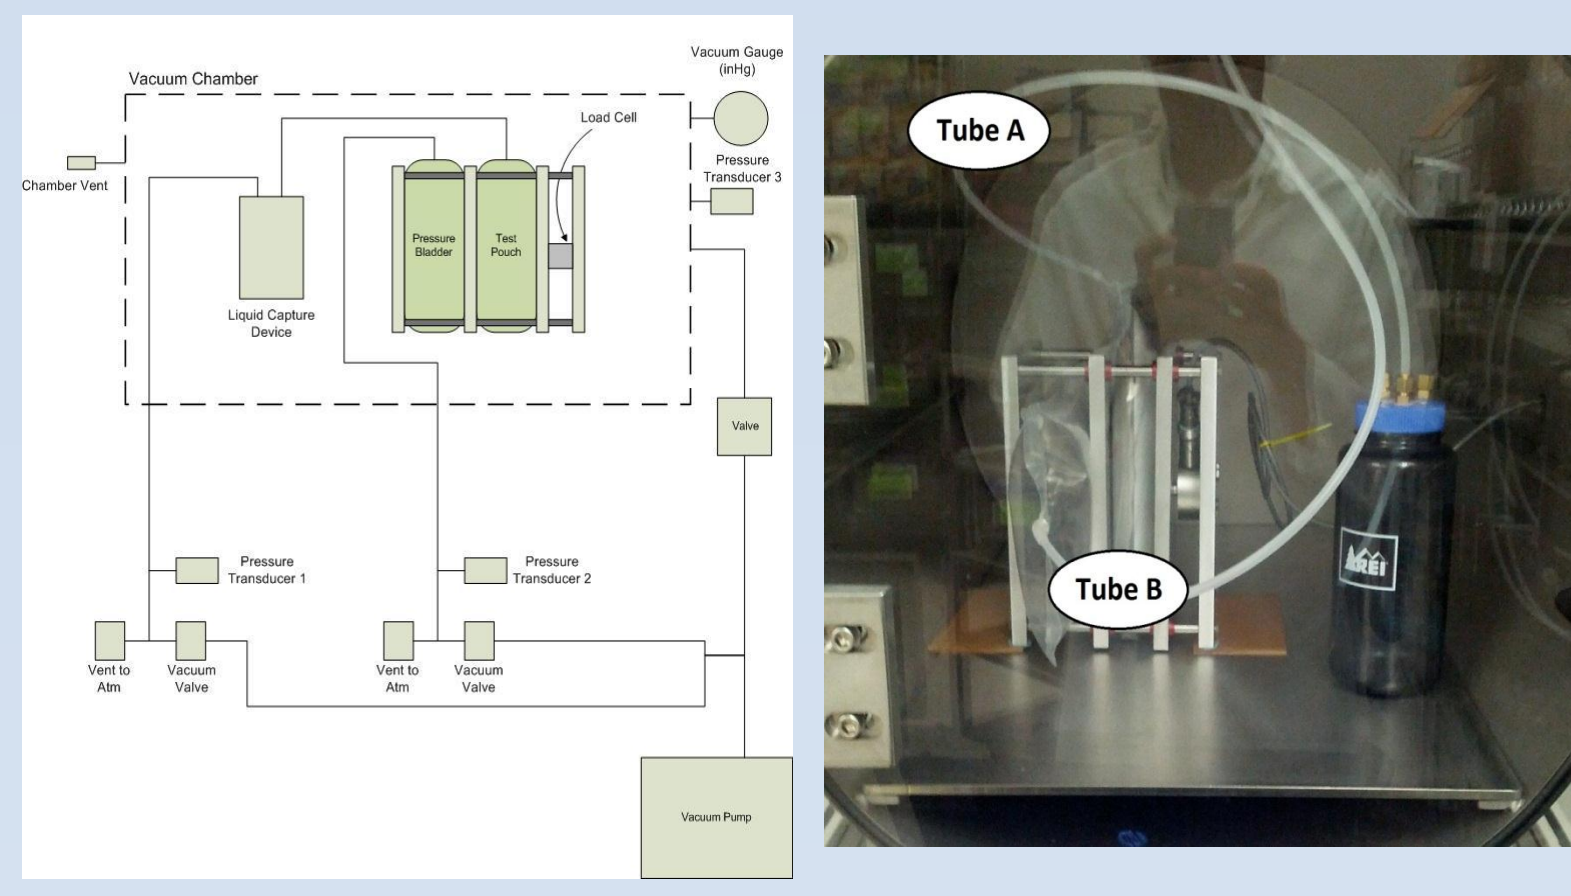 Vacuum Gauge
(inHg)
Vacuum Chamber
Load Cell
Pressure
Transducer 3
Chamber Vent
Pressure
Bladder
Test
Pouch
Liquid Capture
Device
Valve
Pressure
Transducer 1
Pressure
Transducer 2
Vent to
Atm
Vacuum
Valve
Vent to
Atm
Vacuum
Valve
Vacuum Pump
Tube A
Tube B
REI